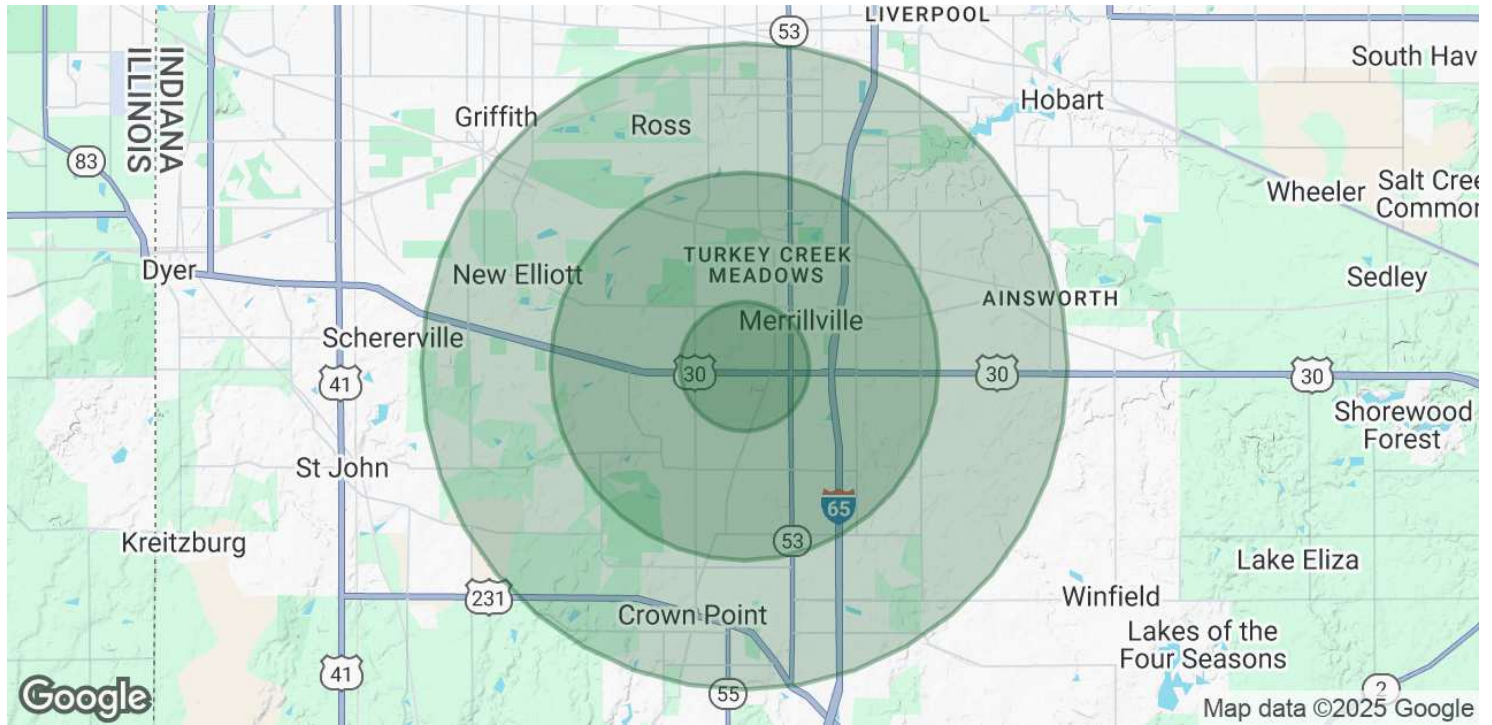 LIVERPOOL
53
South Hav
INDIANA
ILLINOIS
Griffith
Ross
Hobart
83
Wheeler
Salt Cree
Common
TURKEY CREEK
MEADOWS
Dyer
New Elliott
Sedley
AINSWORTH
Merrillville
Schererville
41
30
30
30
Shorewood
Forest
St John
65
Kreitzburg
53
Lake Eliza
231
Crown Point
Winfield
Lakes of the
Four Seasons
41
55
2
Google
Map data ©2025 Google